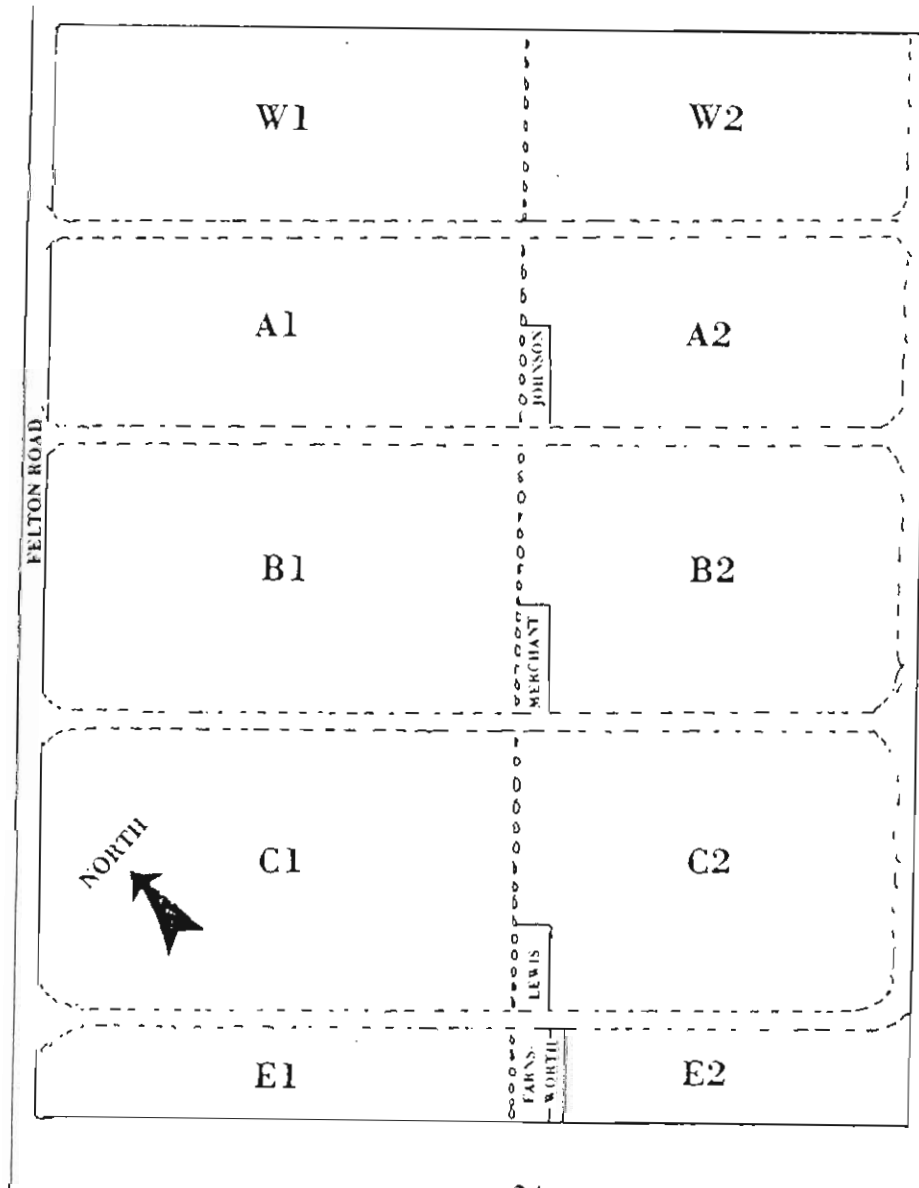 W1
W2
A1
A2
JOHNSON
FELTON ROAD
B1
B2
MERCHANT
NORTH
C1
C2
LEWIS
E1
FARNS-
WORTH
E2